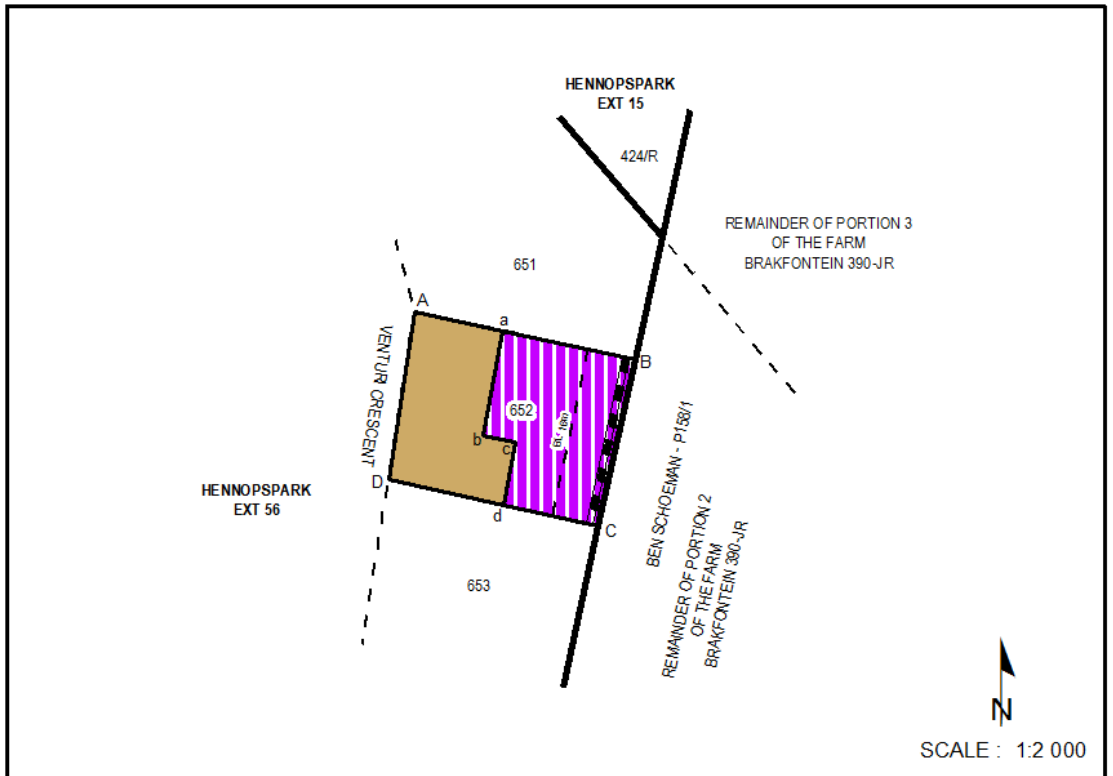 HENNOPSPARK
EXT 15
424/R
REMAINDER OF PORTION 3
OF THE FARM
BRAKFONTEIN 390-JR
651
A
a
B
VENTURI CRESCENT
652
b
c
BEN SCHOEMAN - P158/1
D
HENNOPSPARK
EXT 56
d
C
REMAINDER OF PORTION 2
OF THE FARM
BRAKFONTEIN 390-JR
653
N
SCALE : 1:2 000